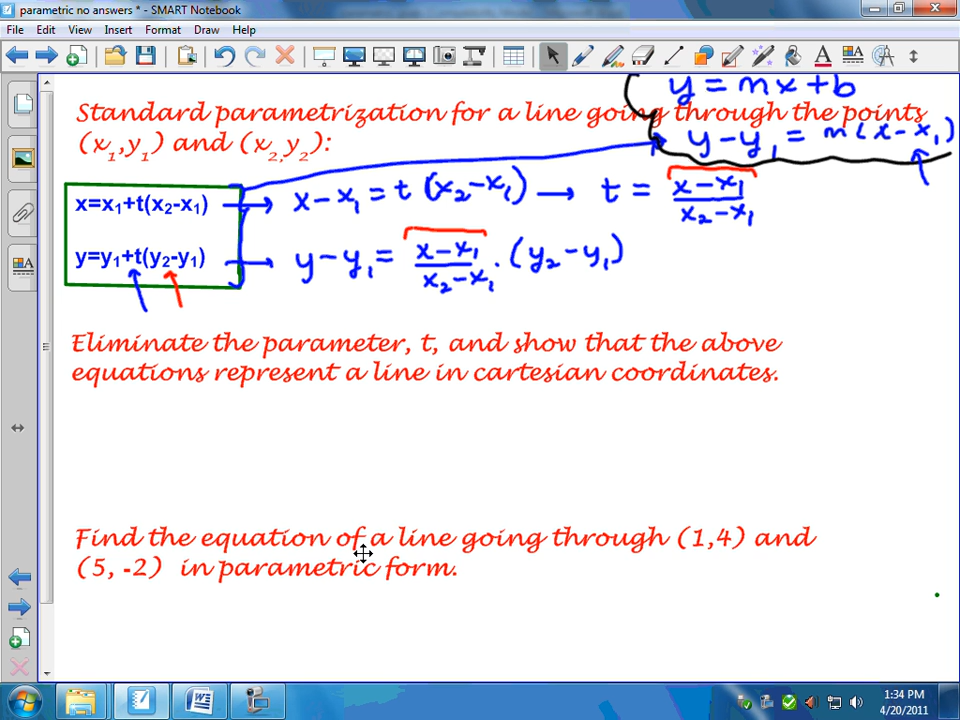 parametric no answers * - SMART Notebook
File Edit View Insert Format Draw Help
y = mx + b
Standard parametrization for a line going through the points
(x₁,y₁) and (x₂,y₂):
y - y₁ = m(x - x₁)
x=x₁+t(x₂-x₁)
x - x₁ = t(x₂ - x₁) → t = (x - x₁)/(x₂ - x₁)
y=y₁+t(y₂-y₁)
y - y₁ = (x - x₁)/(x₂ - x₁) · (y₂ - y₁)
Eliminate the parameter, t, and show that the above
equations represent a line in cartesian coordinates.
Find the equation of a line going through (1,4) and
(5, -2) in parametric form.
1:34 PM
4/20/2011